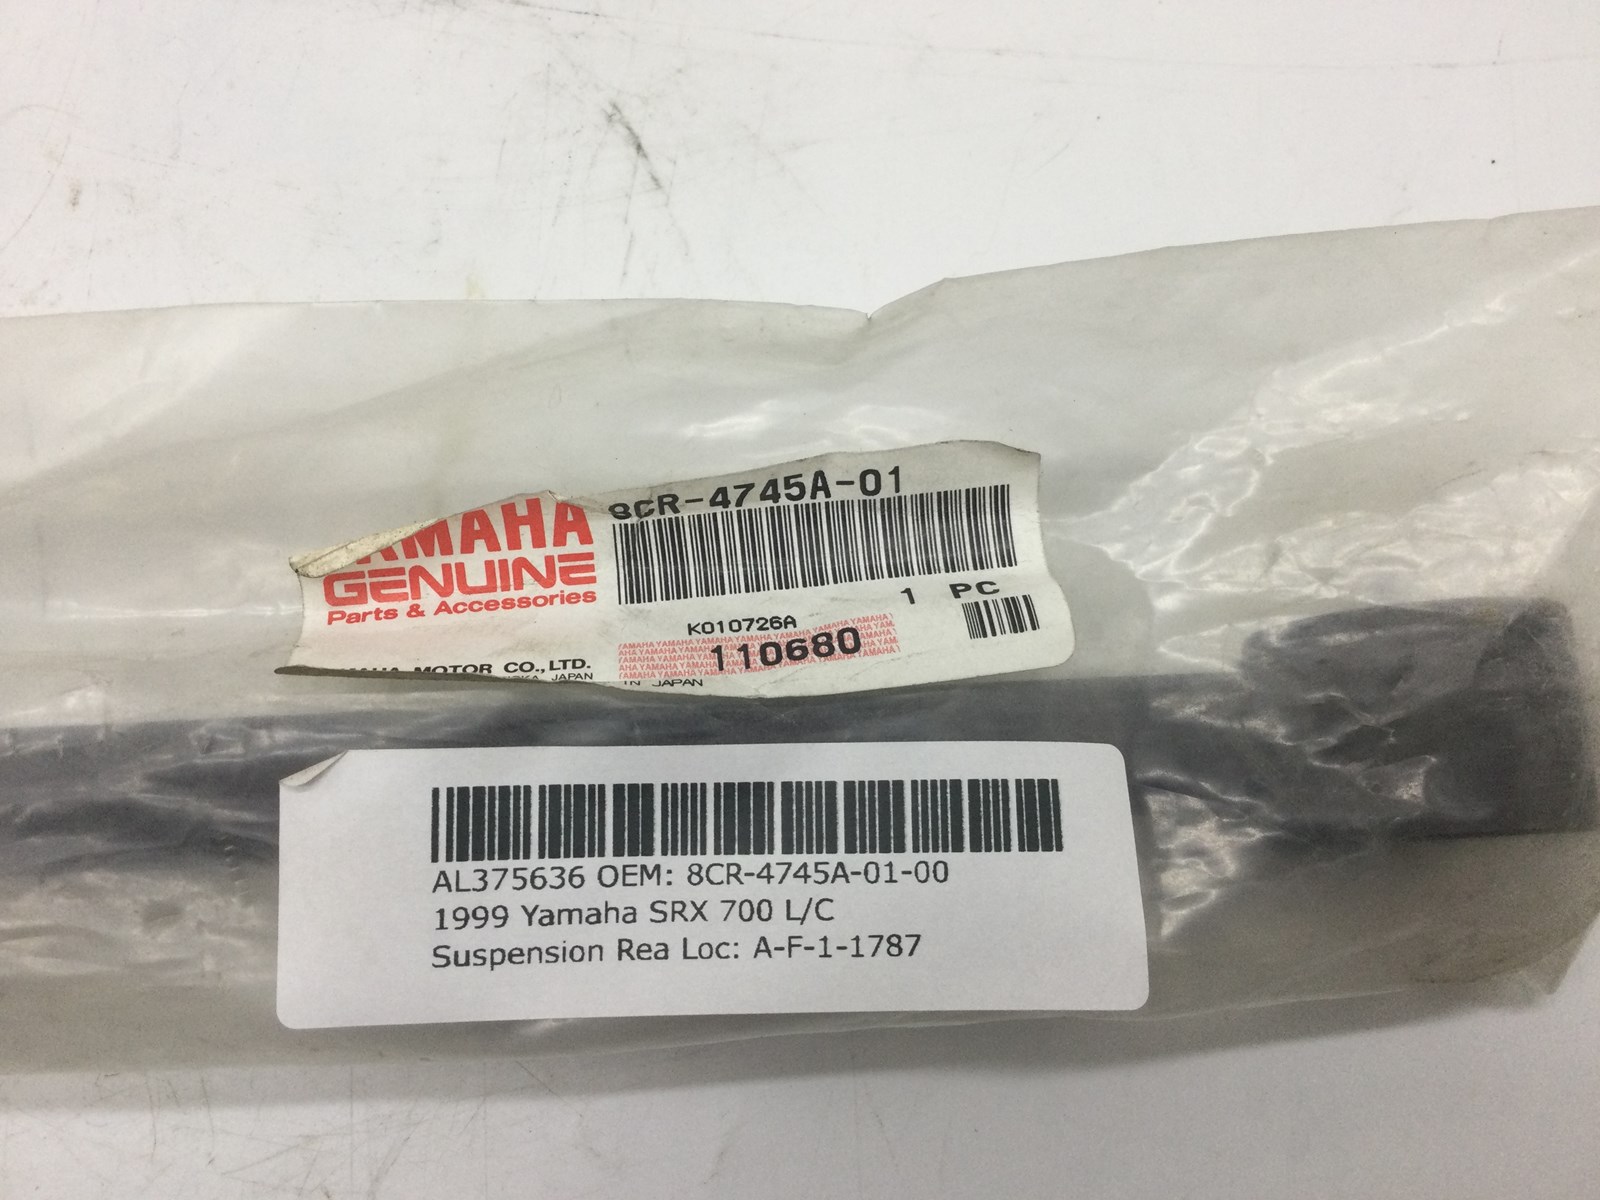 8CR-4745A-01
YAMAHA
GENUINE
Parts & Accessories
1 PC
K010726A
110680
MOTOR CO., LTD.
JAPAN
IN JAPAN
AL375636 OEM: 8CR-4745A-01-00
1999 Yamaha SRX 700 L/C
Suspension Rea Loc: A-F-1-1787